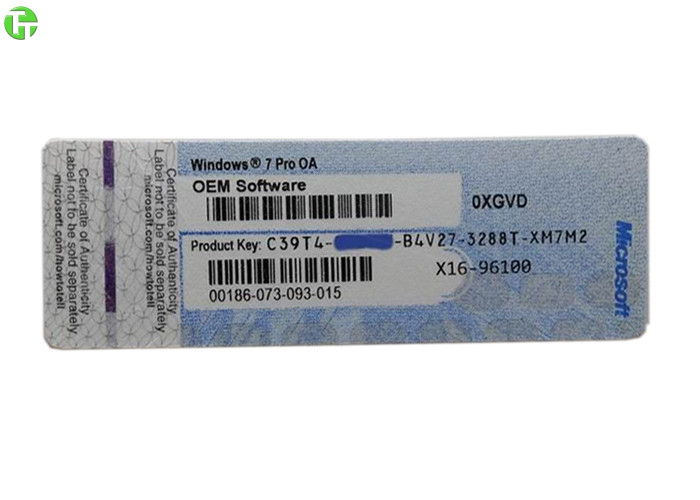 Certificate of Authenticity
Label not to be sold separately
microsoft.com/howtotell
Certificate of Authenticity
Label not to be sold separately
microsoft.com/howtotell
Windows® 7 Pro OA
OEM Software
0XGVD
Product Key: C39T4- -B4V27-3288T-XM7M2
X16-96100
00186-073-093-015
Microsoft